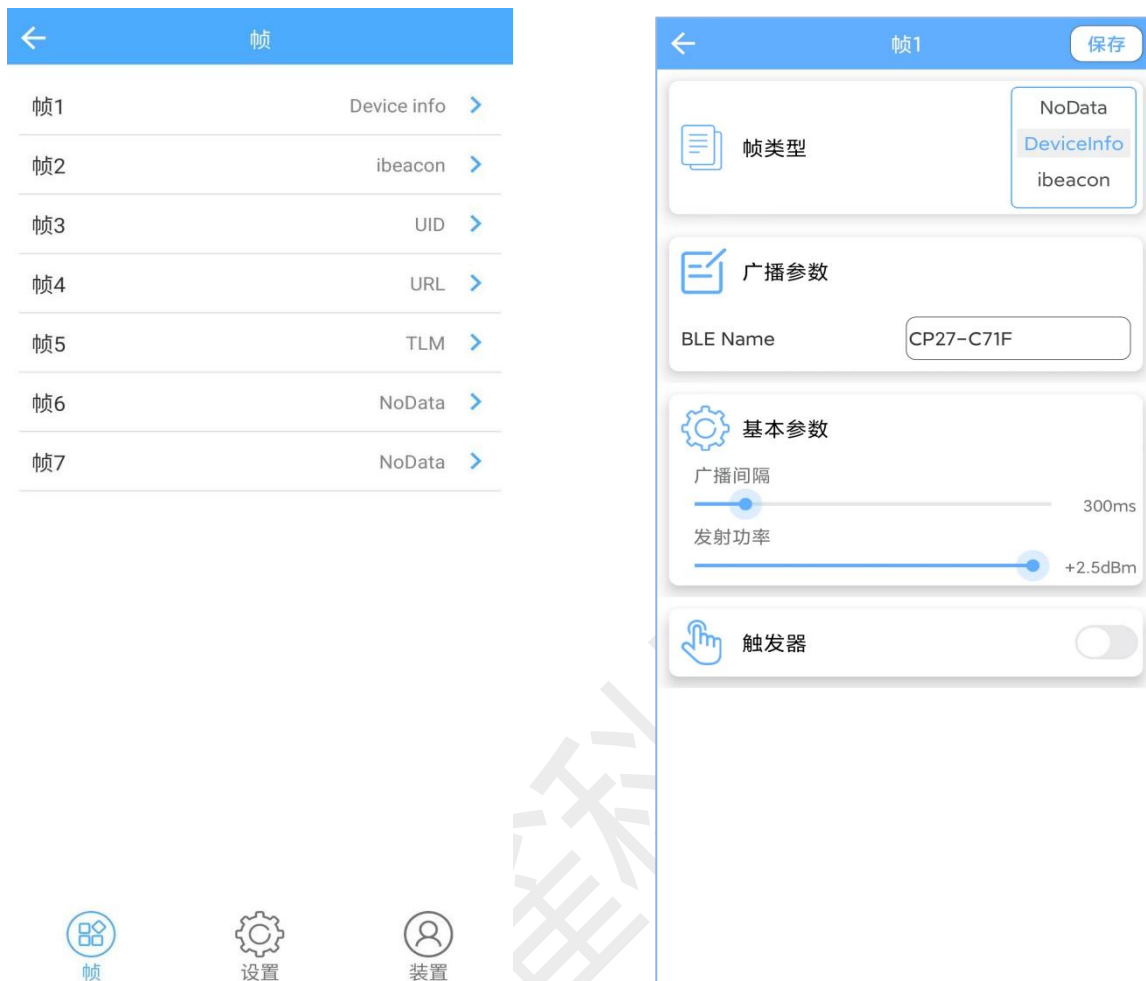 帧
帧1 Device info
帧2 ibeacon
帧3 UID
帧4 URL
帧5 TLM
帧6 NoData
帧7 NoData
帧 设置 装置
帧1 保存
帧类型
NoData
DeviceInfo
ibeacon
广播参数
BLE Name CP27-C71F
基本参数
广播间隔
300ms
发射功率
+2.5dBm
触发器